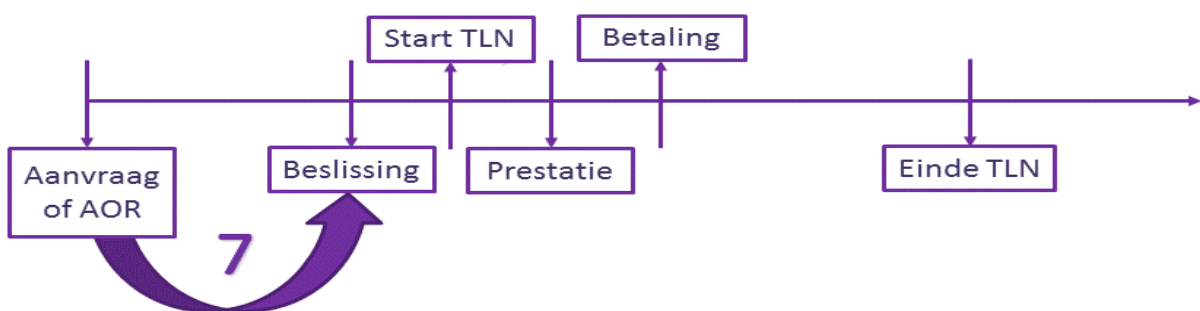 Start TLN
Betaling
Aanvraag
of AOR
Beslissing
Prestatie
Einde TLN
7